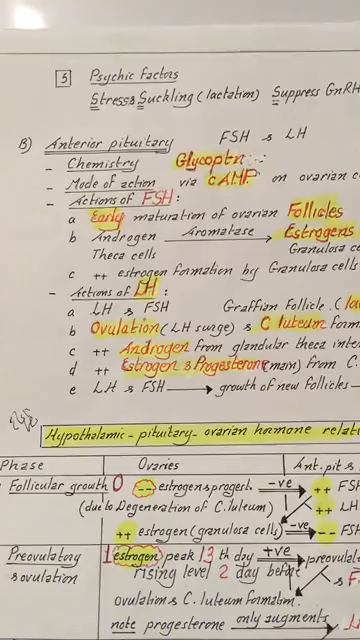 5 Psychic factors
Stress & Suckling (lactation) Suppress GnRH
B) Anterior pituitary FSH & LH
- Chemistry Glycoptn
- Mode of action via cAMP on ovarian
- Actions of FSH:
a Early maturation of ovarian Follicles
b Androgen Aromatase → Estrogens
Theca cells Granulosa
c ++ estrogen formation by Granulosa cells
- Actions of LH:
a LH & FSH Graffian Follicle
b Ovulation (LH surge) & C luteum form
c ++ Androgen from glandular theca
d ++ Estrogen & Progesterone (main) from C.
e LH & FSH → growth of new Follicles
Hypothalamic-pituitary-ovarian hormone
Phase Ovaries Ant. pit &
Follicular growth 0 -- estrogen & progest. -ve → ++ FSH
(due to Degeneration of C. luteum) ++ LH
++ estrogen (granulosa cells) -ve → -- FSH
Preovulatory & ovulation 1 estrogen peak 13 th day +ve →
rising level 2 day before
ovulation & C. luteum formation.
note progesterone only augments